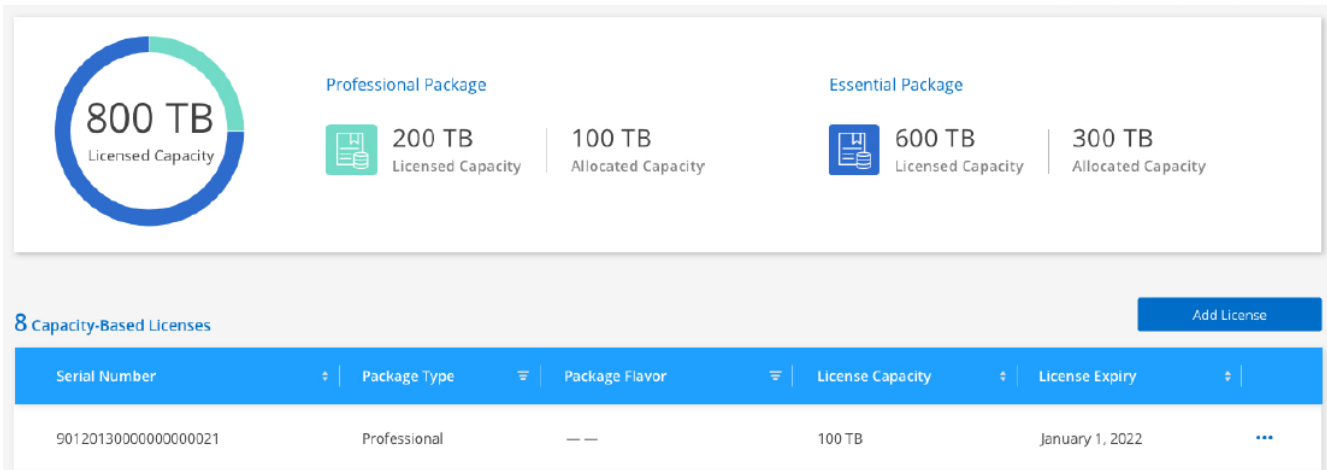 800 TB
Licensed Capacity
Professional Package
200 TB
Licensed Capacity
100 TB
Allocated Capacity
Essential Package
600 TB
Licensed Capacity
300 TB
Allocated Capacity
8 Capacity-Based Licenses
Add License
Serial Number Package Type Package Flavor License Capacity License Expiry
90120130000000000021 Professional — — 100 TB January 1, 2022 •••